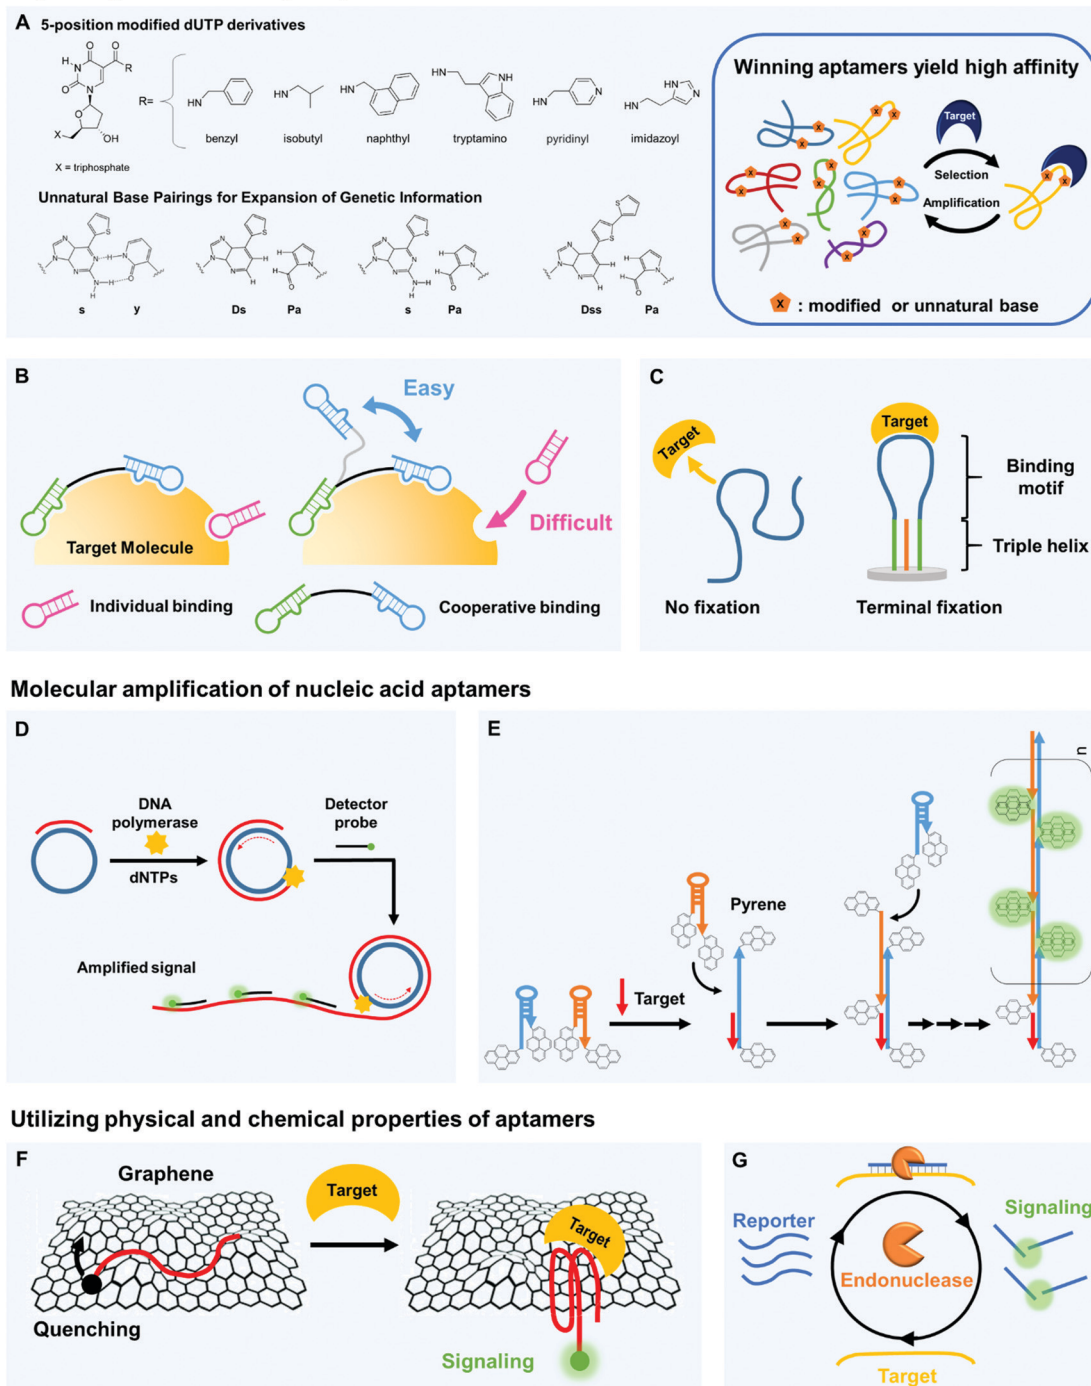 A 5-position modified dUTP derivatives
R=
R
X
OH
X = triphosphate
benzyl
isobutyl
naphthyl
tryptamino
pyridinyl
imidazoyl
Unnatural Base Pairings for Expansion of Genetic Information
s
y
Ds
Pa
s
Pa
Dss
Pa
Winning aptamers yield high affinity
Target
Selection
Amplification
X : modified or unnatural base
B
Easy
Difficult
Target Molecule
Individual binding
Cooperative binding
C
Target
Target
Binding
motif
Triple helix
No fixation
Terminal fixation
Molecular amplification of nucleic acid aptamers
D
DNA
polymerase
dNTPs
Detector
probe
Amplified signal
E
Pyrene
Target
n
Utilizing physical and chemical properties of aptamers
F
Graphene
Target
Target
Quenching
Signaling
G
Reporter
Signaling
Endonuclease
Target